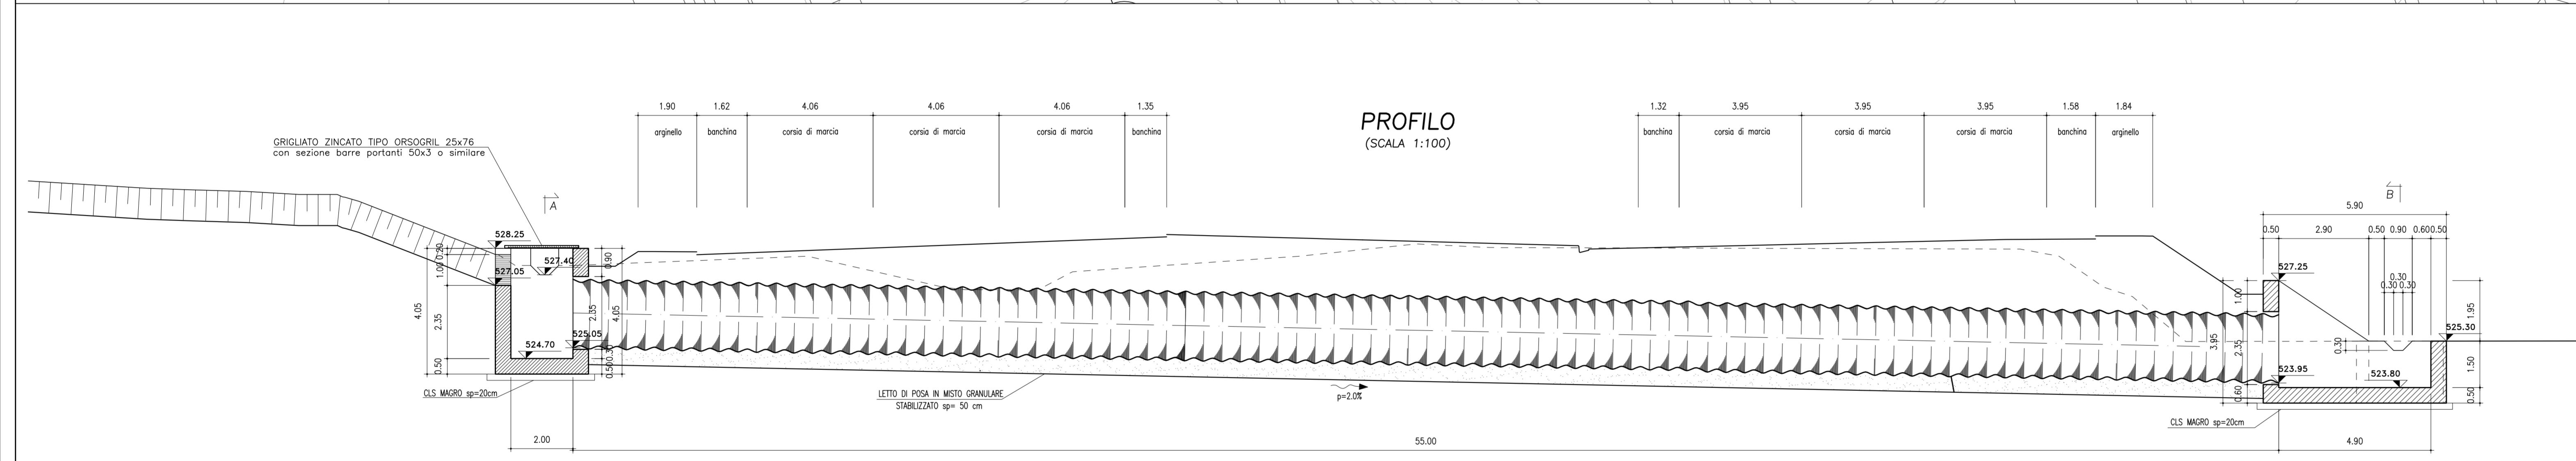 PROFILO
(SCALA 1:100)
1.90
1.62
4.06
4.06
4.06
1.35
arginello
banchina
corsia di marcia
corsia di marcia
corsia di marcia
banchina
1.32
3.95
3.95
3.95
1.58
1.84
banchina
corsia di marcia
corsia di marcia
corsia di marcia
banchina
arginello
GRIGLIATO ZINCATO TIPO ORSOGRIL 25x76
con sezione barre portanti 50x3 o similare
A
B
528.25
527.40
527.05
525.05
524.70
4.05
0.20
1.00
2.35
0.50
0.90
2.35
0.30
0.50
4.05
CLS MAGRO sp=20cm
2.00
LETTO DI POSA IN MISTO GRANULARE
STABILIZZATO sp= 50 cm
p=2.0%
55.00
5.90
0.50
2.90
0.50
0.90
0.60
0.50
0.30
0.30
0.30
527.25
525.30
523.95
523.80
3.95
1.00
2.35
0.60
0.30
1.95
1.50
0.50
CLS MAGRO sp=20cm
4.90